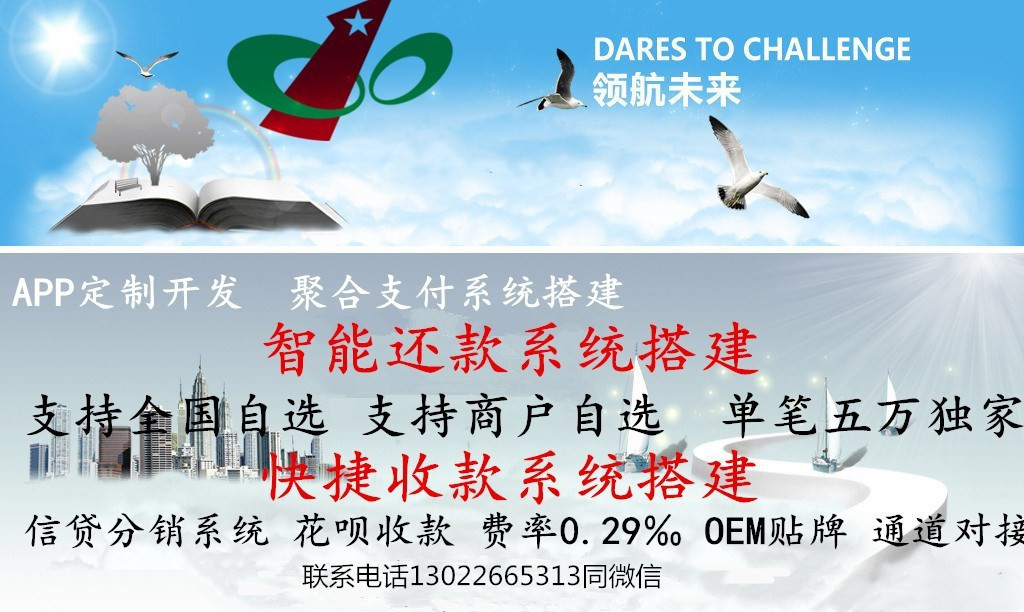 DARES TO CHALLENGE
领航未来
APP定制开发 聚合支付系统搭建
智能还款系统搭建
支持全国自选 支持商户自选 单笔五万独家
快捷收款系统搭建
信贷分销系统 花呗收款 费率0.29‰ OEM贴牌 通道对接
联系电话13022665313同微信